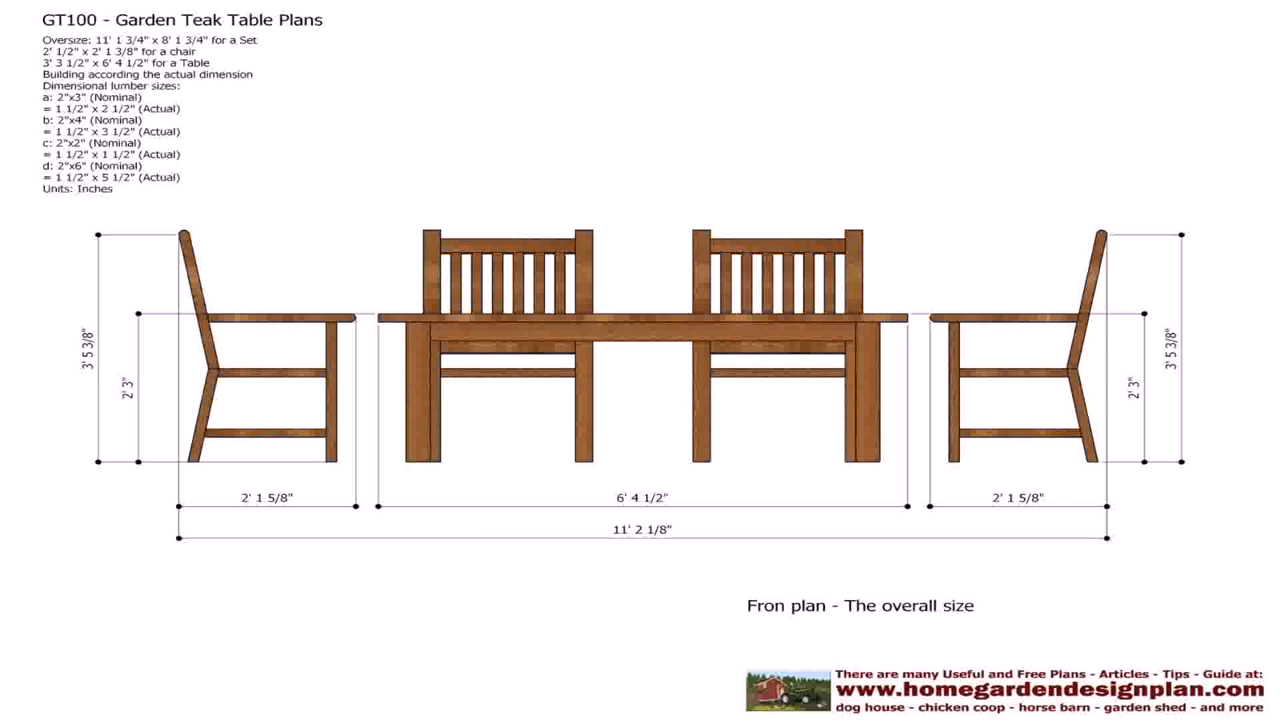 GT100 - Garden Teak Table Plans
Oversize: 11' 1 3/4" x 8' 1 3/4" for a Set
2' 1/2" x 2' 1 3/8" for a chair
3' 3 1/2" x 6' 4 1/2" for a Table
Building according the actual dimension
Dimensional lumber sizes:
a: 2"x3" (Nominal)
= 1 1/2" x 2 1/2" (Actual)
b: 2"x4" (Nominal)
= 1 1/2" x 3 1/2" (Actual)
c: 2"x2" (Nominal)
= 1 1/2" x 1 1/2" (Actual)
d: 2"x6" (Nominal)
= 1 1/2" x 5 1/2" (Actual)
Units: Inches
3' 5 3/8"
2' 3"
2' 3"
3' 5 3/8"
2' 1 5/8"
6' 4 1/2"
2' 1 5/8"
11' 2 1/8"
Fron plan - The overall size
There are many Useful and Free Plans - Articles - Tips - Guide at:
www.homegardendesignplan.com
dog house - chicken coop - horse barn - garden shed - and more